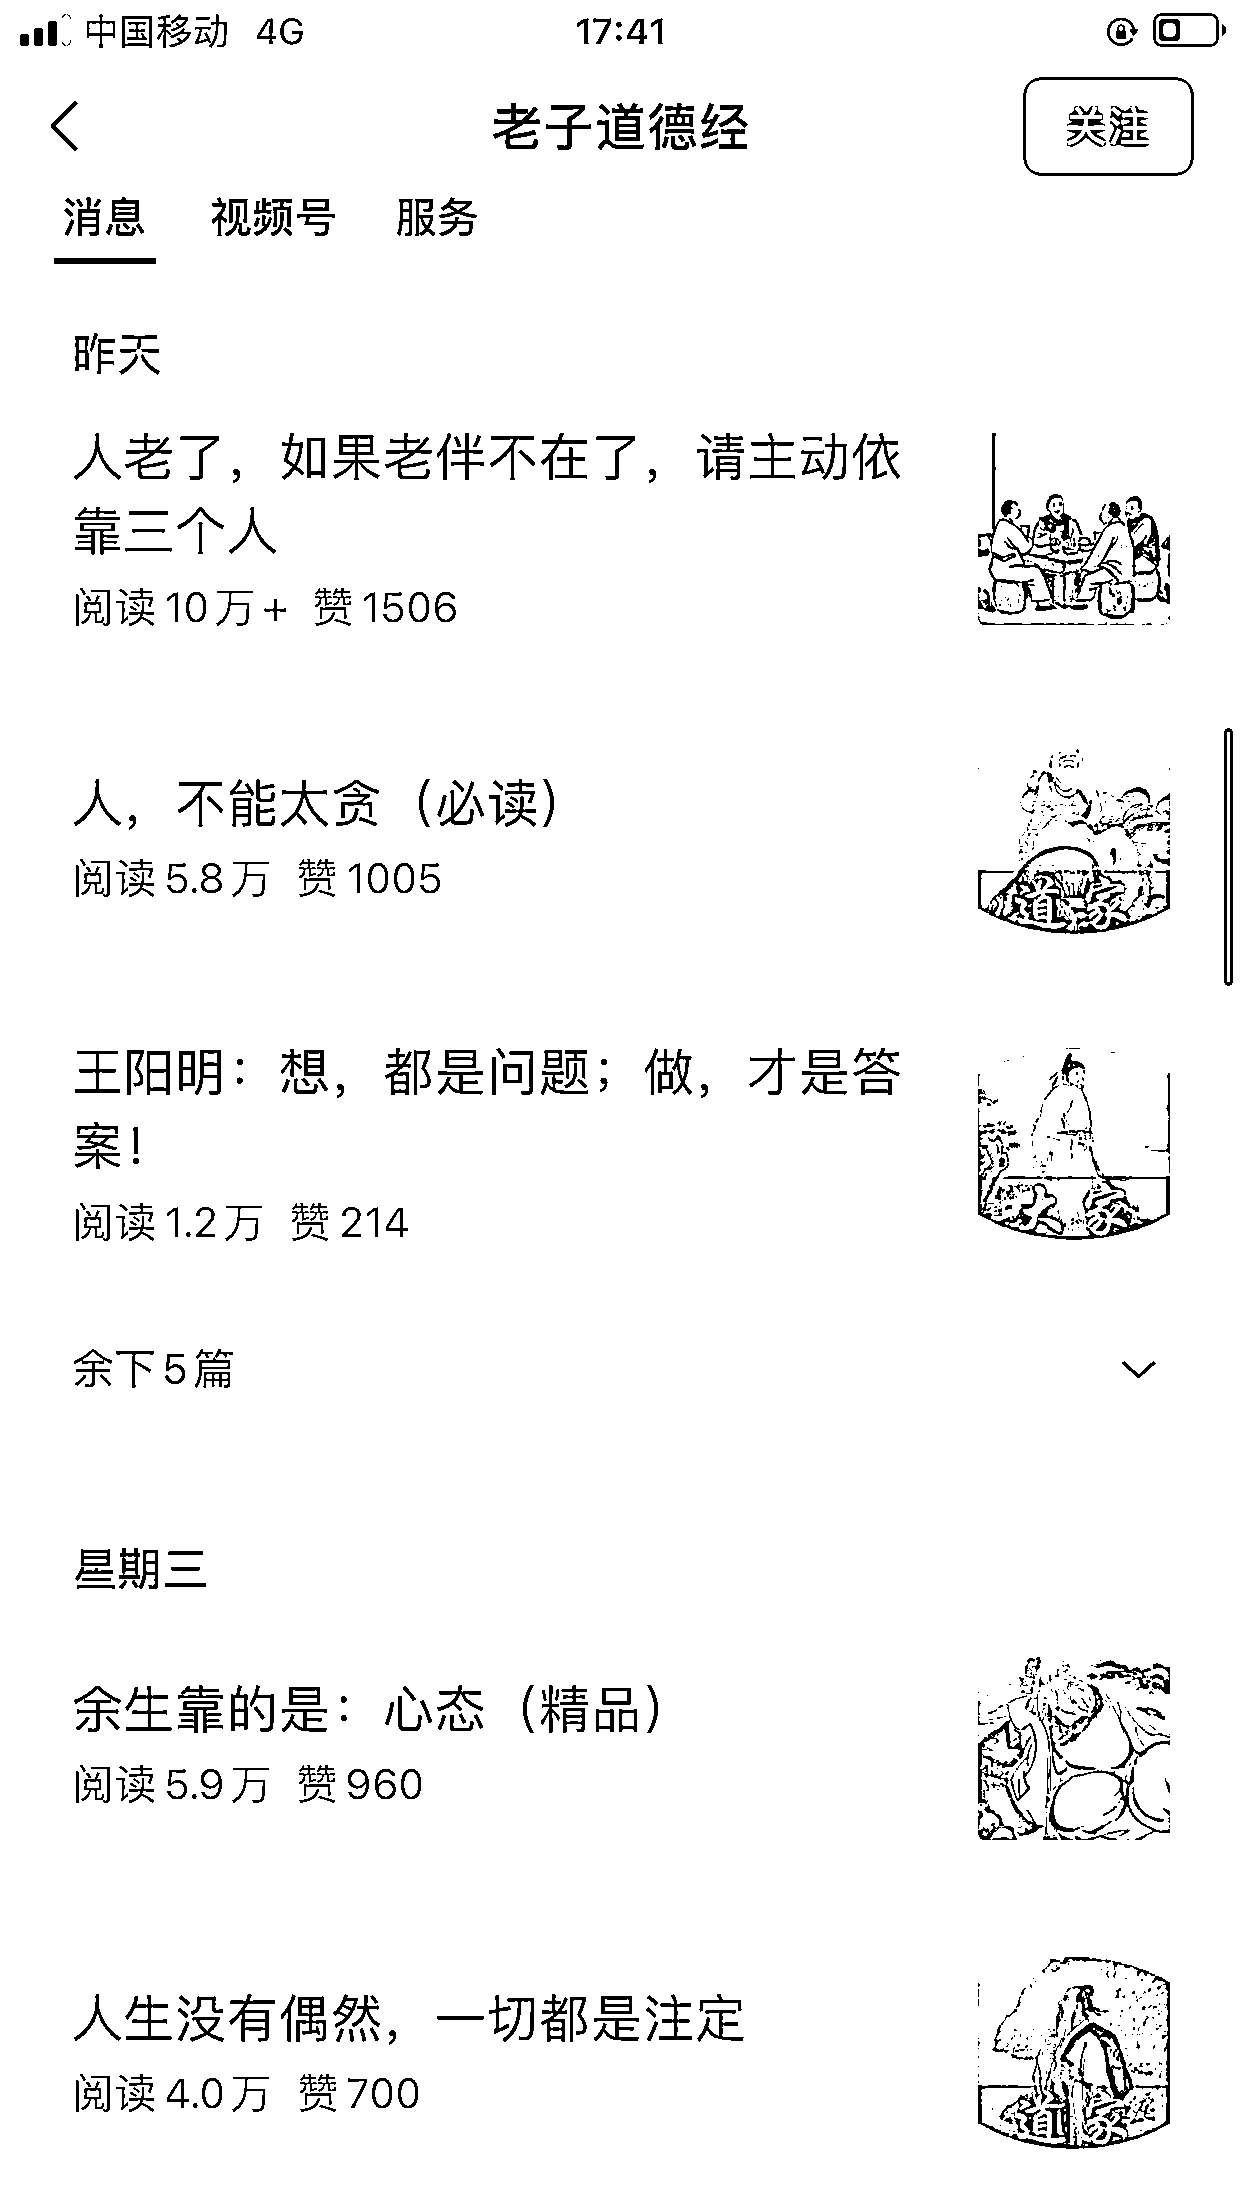 中国移动 4G 17:41
老子道德经 关注
消息 视频号 服务
昨天
人老了，如果老伴不在了，请主动依
靠三个人
阅读 10万+ 赞 1506
人，不能太贪（必读）
阅读 5.8万 赞 1005
道家
王阳明：想，都是问题；做，才是答
案！
阅读 1.2万 赞 214
大家
余下5篇
星期三
余生靠的是：心态（精品）
阅读 5.9万 赞 960
人生没有偶然，一切都是注定
阅读 4.0万 赞 700
道家